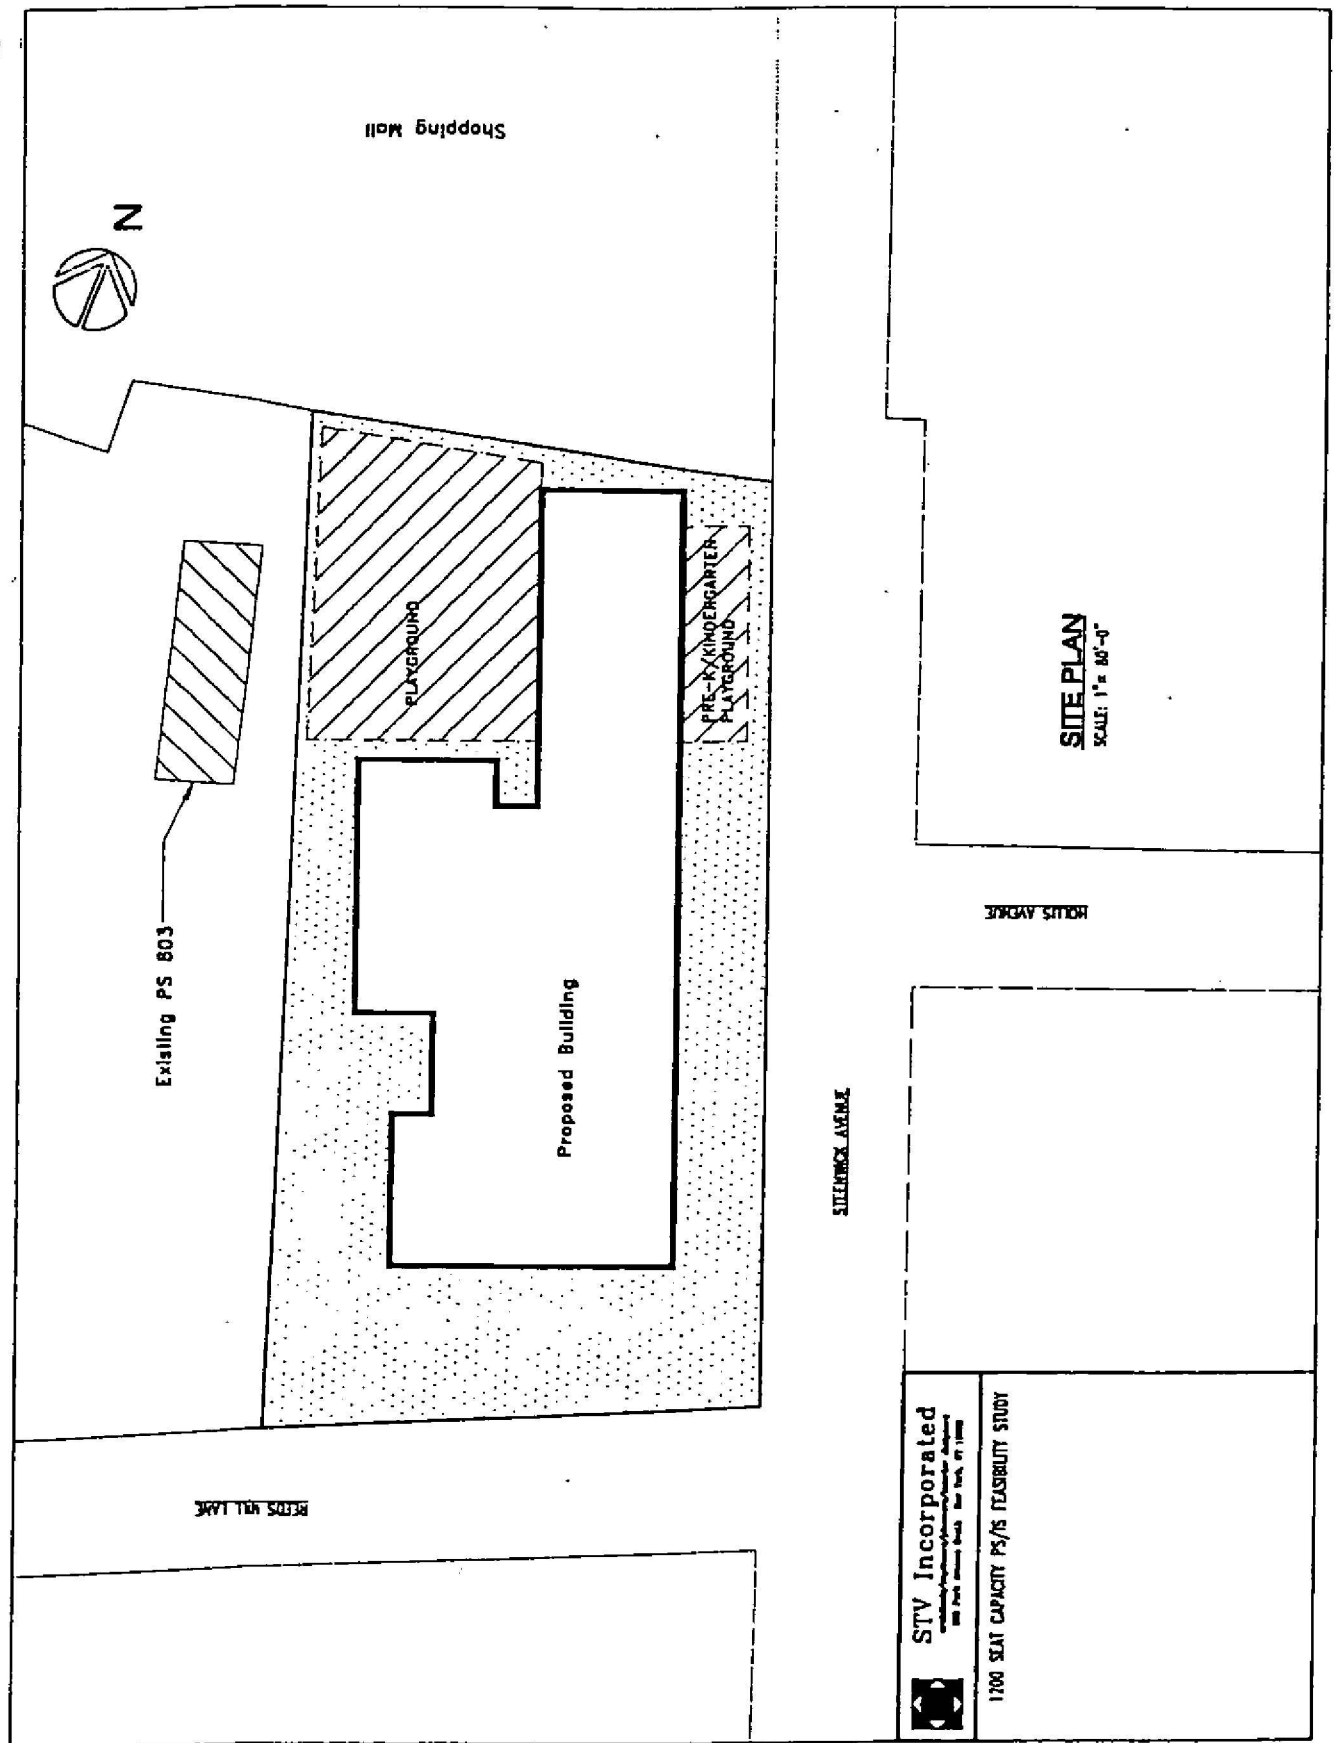 Shopping Mall
N
Existing PS 803
PLAYGROUND
PRE-K/KINDERGARTEN
PLAYGROUND
Proposed Building
SITE PLAN
SCALE: 1"= 80'-0"
HOLLIS AVENUE
REEDS MILL LANE
STV Incorporated
1200 SEAT CAPACITY PS/IS FEASIBILITY STUDY